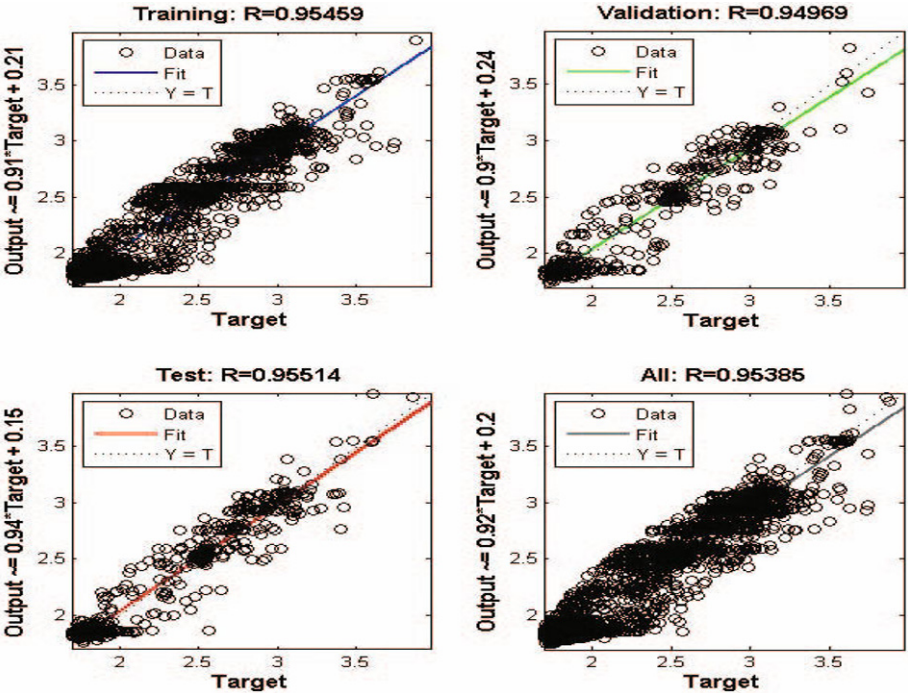 Training: R=0.95459
Output ~= 0.91*Target + 0.21
Data
Fit
Y = T
3.5
3
2.5
2
2 2.5 3 3.5
Target
Validation: R=0.94969
Output ~= 0.9*Target + 0.24
Data
Fit
Y = T
3.5
3
2.5
2
2 2.5 3 3.5
Target
Test: R=0.95514
Output ~= 0.94*Target + 0.15
Data
Fit
Y = T
3.5
3
2.5
2
2 2.5 3 3.5
Target
All: R=0.95385
Output ~= 0.92*Target + 0.2
Data
Fit
Y = T
3.5
3
2.5
2
2 2.5 3 3.5
Target